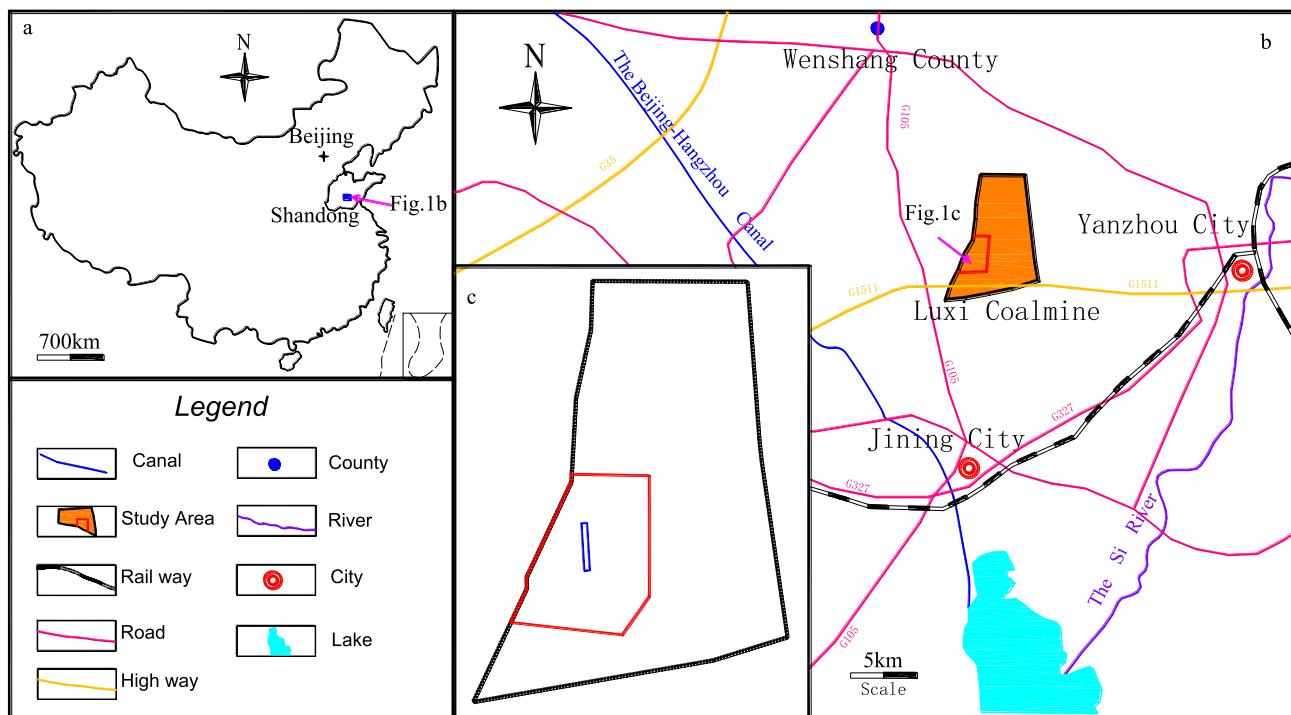 a
N
Beijing
Shandong
Fig.1b
700km
Legend
Canal
County
Study Area
River
Rail way
City
Road
Lake
High way
b
N
The Beijing-Hangzhou Canal
Wenshang County
G35
G105
Fig.1c
Yanzhou City
G1511
G1511
Luxi Coalmine
G105
G327
Jining City
G327
The Si River
G105
5km
Scale
c